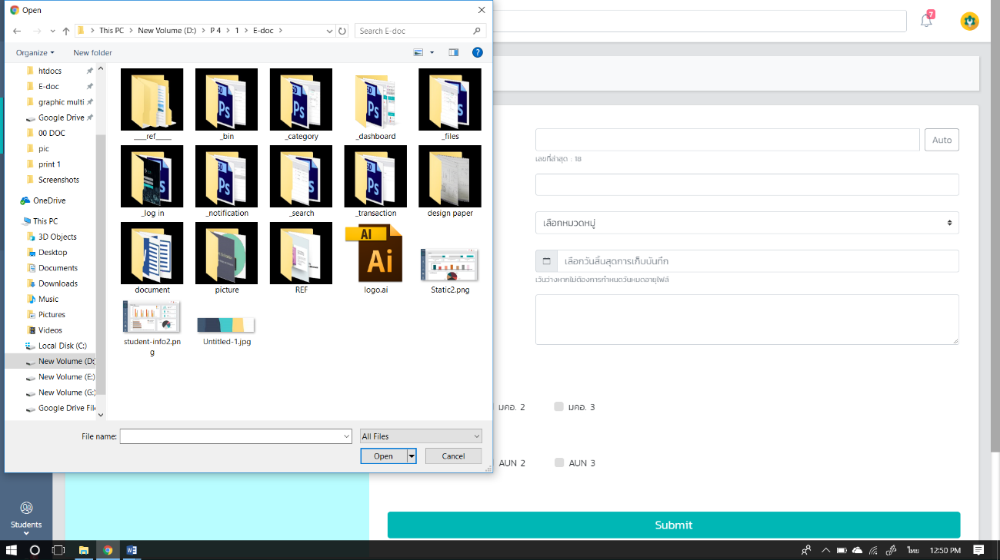 Open
This PC > New Volume (D:) > P 4 > 1 > E-doc >
Search E-doc
Organize
New folder
htdocs
E-doc
graphic multi
Google Drive
00 DOC
pic
print 1
Screenshots
OneDrive
This PC
3D Objects
Desktop
Documents
Downloads
Music
Pictures
Videos
Local Disk (C:)
New Volume (D:
New Volume (E:)
New Volume (G:)
Google Drive File
___ref____
_bin
_category
_dashboard
_files
_log in
_notification
_search
_transaction
design paper
document
picture
REF
AI
Ai
logo.ai
Static2.png
student-info2.pn
g
Untitled-1.jpg
File name:
All Files
Open
Cancel
7
Auto
เลขที่ล่าสุด : 18
เลือกหมวดหมู่
เลือกวันสิ้นสุดการเก็บบันทึก
เว้นว่างหากไม่ต้องการกำหนดวันหมดอายุไฟล์
มคอ. 2
มคอ. 3
AUN 2
AUN 3
Submit
Students
ไทย
12:50 PM